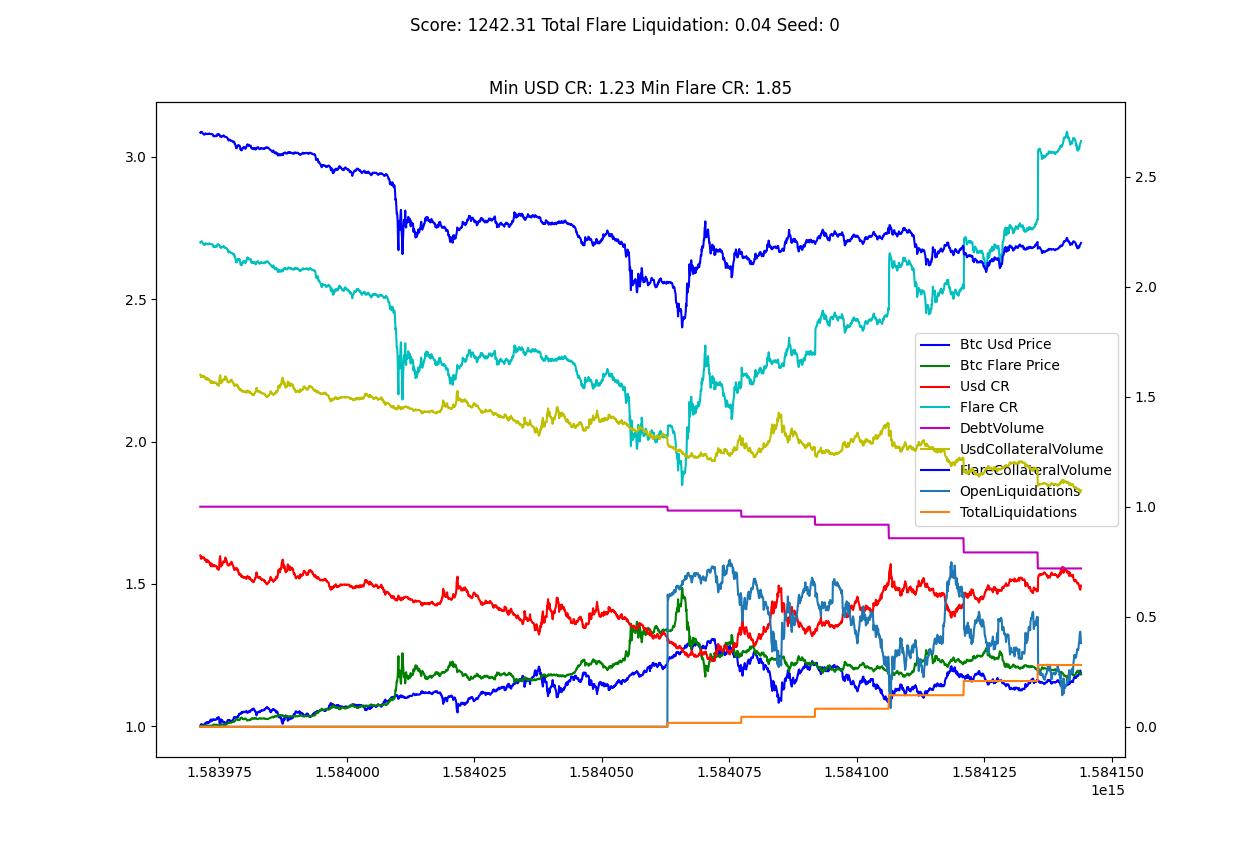 Score: 1242.31 Total Flare Liquidation: 0.04 Seed: 0
Min USD CR: 1.23 Min Flare CR: 1.85
3.0
2.5
2.0
1.5
1.0
2.5
2.0
1.5
1.0
0.5
0.0
Btc Usd Price
Btc Flare Price
Usd CR
Flare CR
DebtVolume
UsdCollateralVolume
FlareCollateralVolume
OpenLiquidations
TotalLiquidations
1.583975 1.584000 1.584025 1.584050 1.584075 1.584100 1.584125 1.584150
1e15